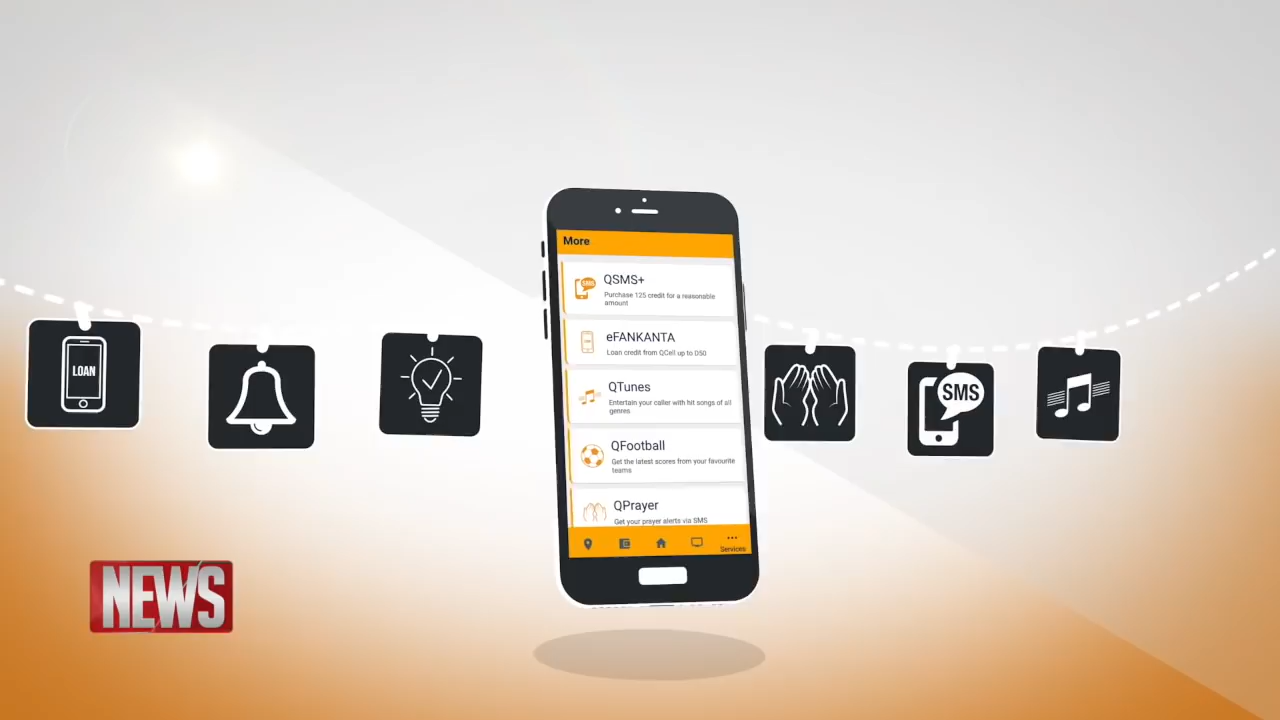 More
QSMS+
Purchase 125 credit for a reasonable
amount
eFANKANTA
Loan credit from QCell up to D50
QTunes
Entertain your caller with hit songs of all
genres
QFootball
Get the latest scores from your favourite
teams
QPrayer
Get your prayer alerts via SMS
Services
LOAN
SMS
NEWS